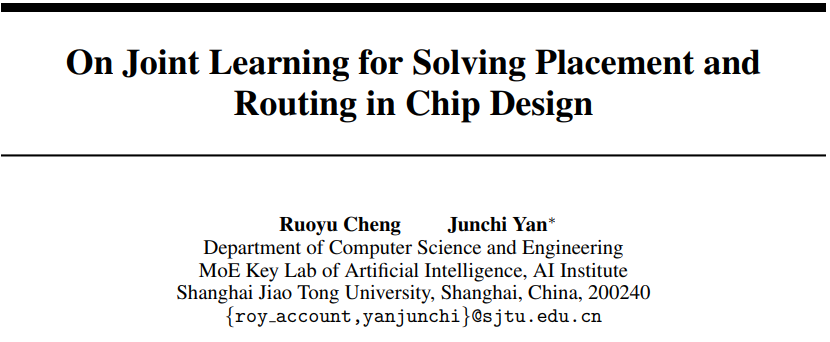 On Joint Learning for Solving Placement and
Routing in Chip Design
Ruoyu Cheng Junchi Yan*
Department of Computer Science and Engineering
MoE Key Lab of Artificial Intelligence, AI Institute
Shanghai Jiao Tong University, Shanghai, China, 200240
{roy_account,yanjunchi}@sjtu.edu.cn